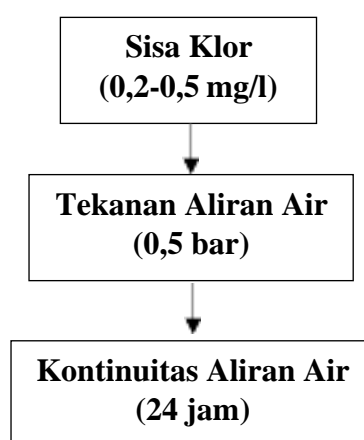 Sisa Klor
(0,2-0,5 mg/l)
Tekanan Aliran Air
(0,5 bar)
Kontinuitas Aliran Air
(24 jam)